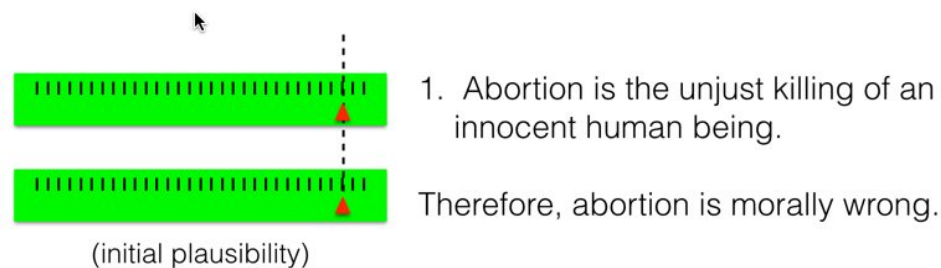 1. Abortion is the unjust killing of an
innocent human being.
Therefore, abortion is morally wrong.
(initial plausibility)